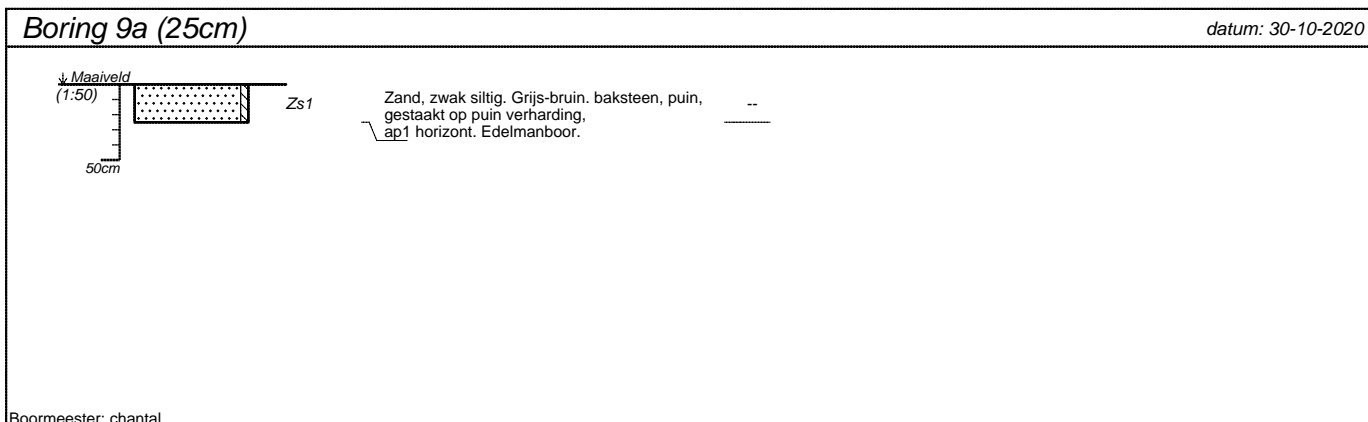 Boring 9a (25cm)
datum: 30-10-2020
Maaiveld
(1:50)
Zs1
Zand, zwak siltig. Grijs-bruin. baksteen, puin,
gestaakt op puin verharding,
ap1 horizont. Edelmanboor.
--
50cm
Boormeester: chantal